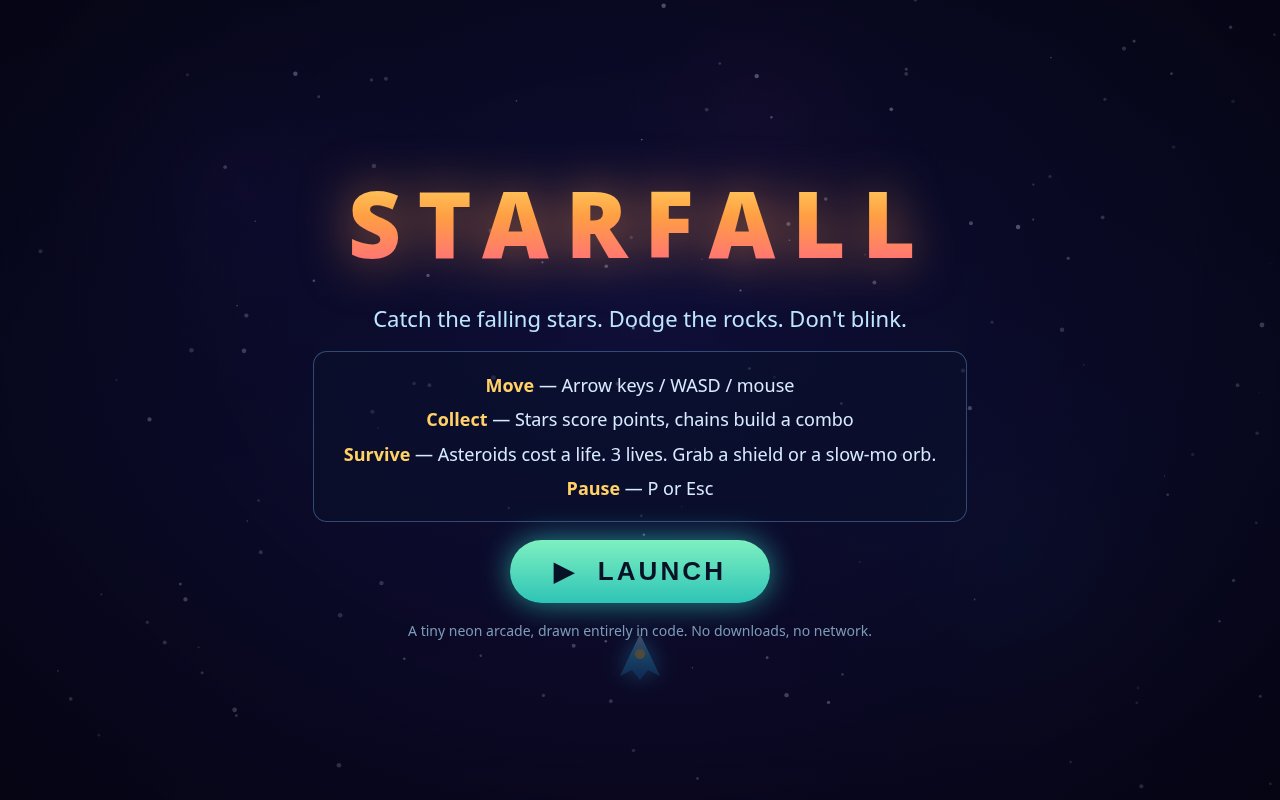 STARFALL
Catch the falling stars. Dodge the rocks. Don't blink.
Move — Arrow keys / WASD / mouse
Collect — Stars score points, chains build a combo
Survive — Asteroids cost a life. 3 lives. Grab a shield or a slow-mo orb.
Pause — P or Esc
▶ LAUNCH
A tiny neon arcade, drawn entirely in code. No downloads, no network.